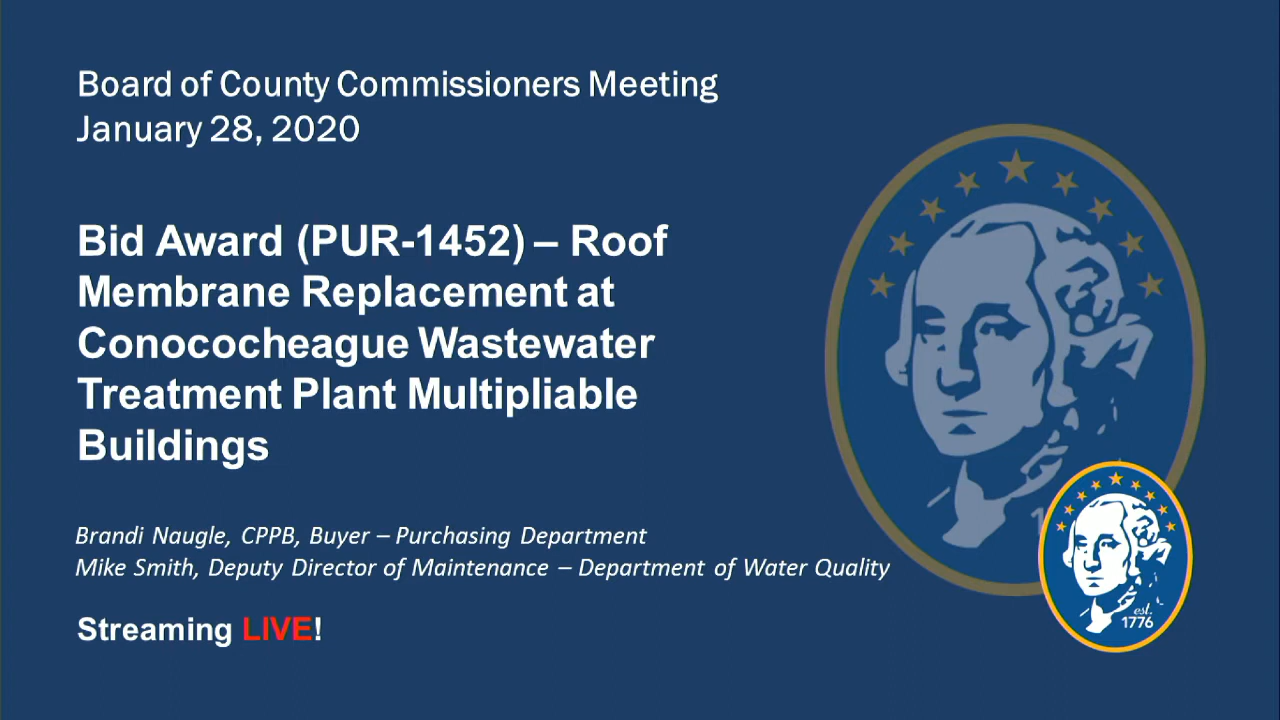 Board of County Commissioners Meeting
January 28, 2020
Bid Award (PUR-1452) – Roof
Membrane Replacement at
Conococheague Wastewater
Treatment Plant Multipliable
Buildings
Brandi Naugle, CPPB, Buyer – Purchasing Department
Mike Smith, Deputy Director of Maintenance – Department of Water Quality
Streaming LIVE!
est.
1776